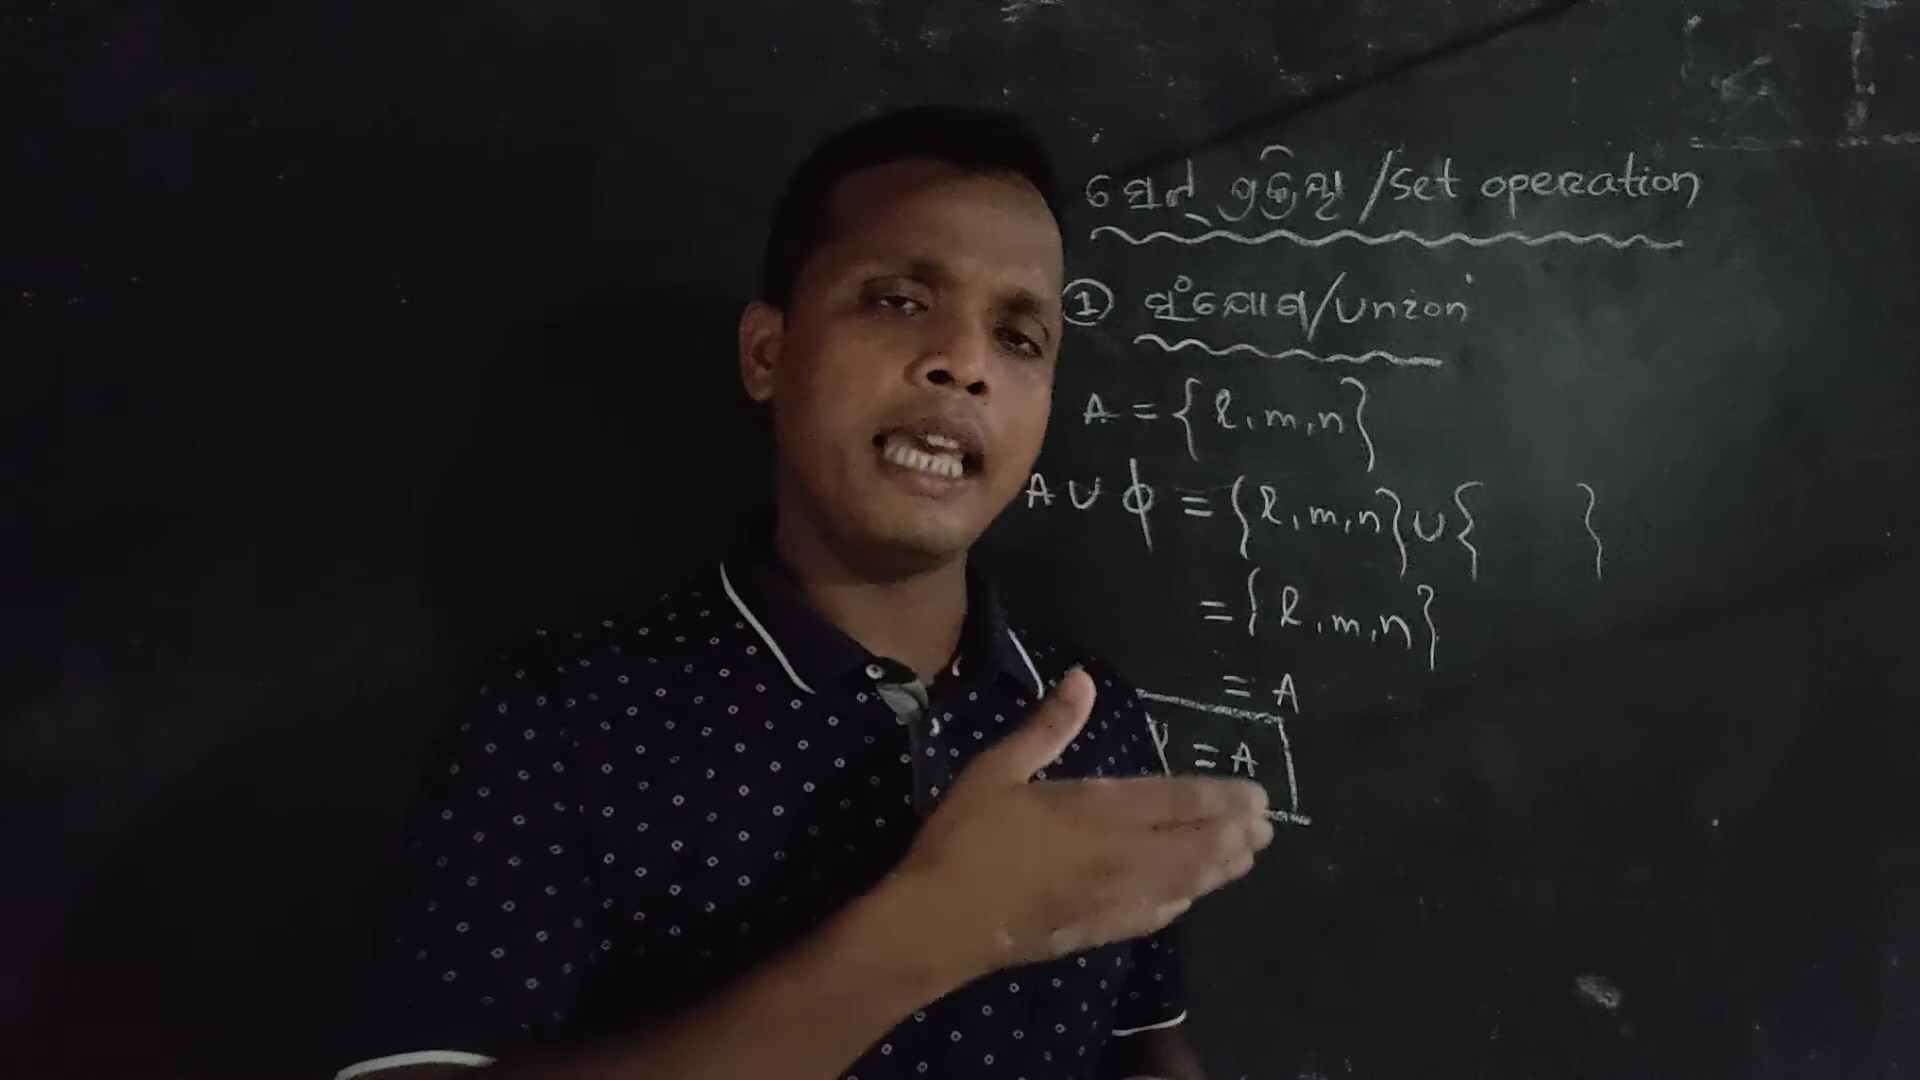 ସେଟ୍ ପ୍ରକ୍ରିୟା /Set operation
① ସଂଯୋଗ/Union
A = {l, m, n}
A ∪ ϕ = {l, m, n} ∪ { }
= {l, m, n}
= A
= A